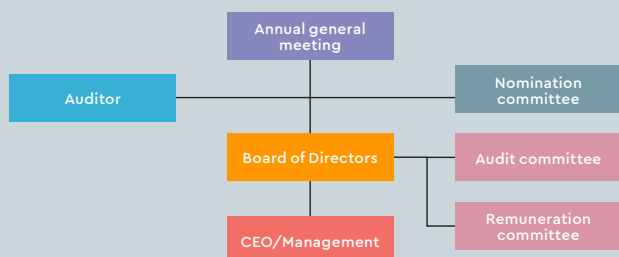 Annual general
meeting
Auditor
Nomination
committee
Board of Directors
Audit committee
CEO/Management
Remuneration
committee